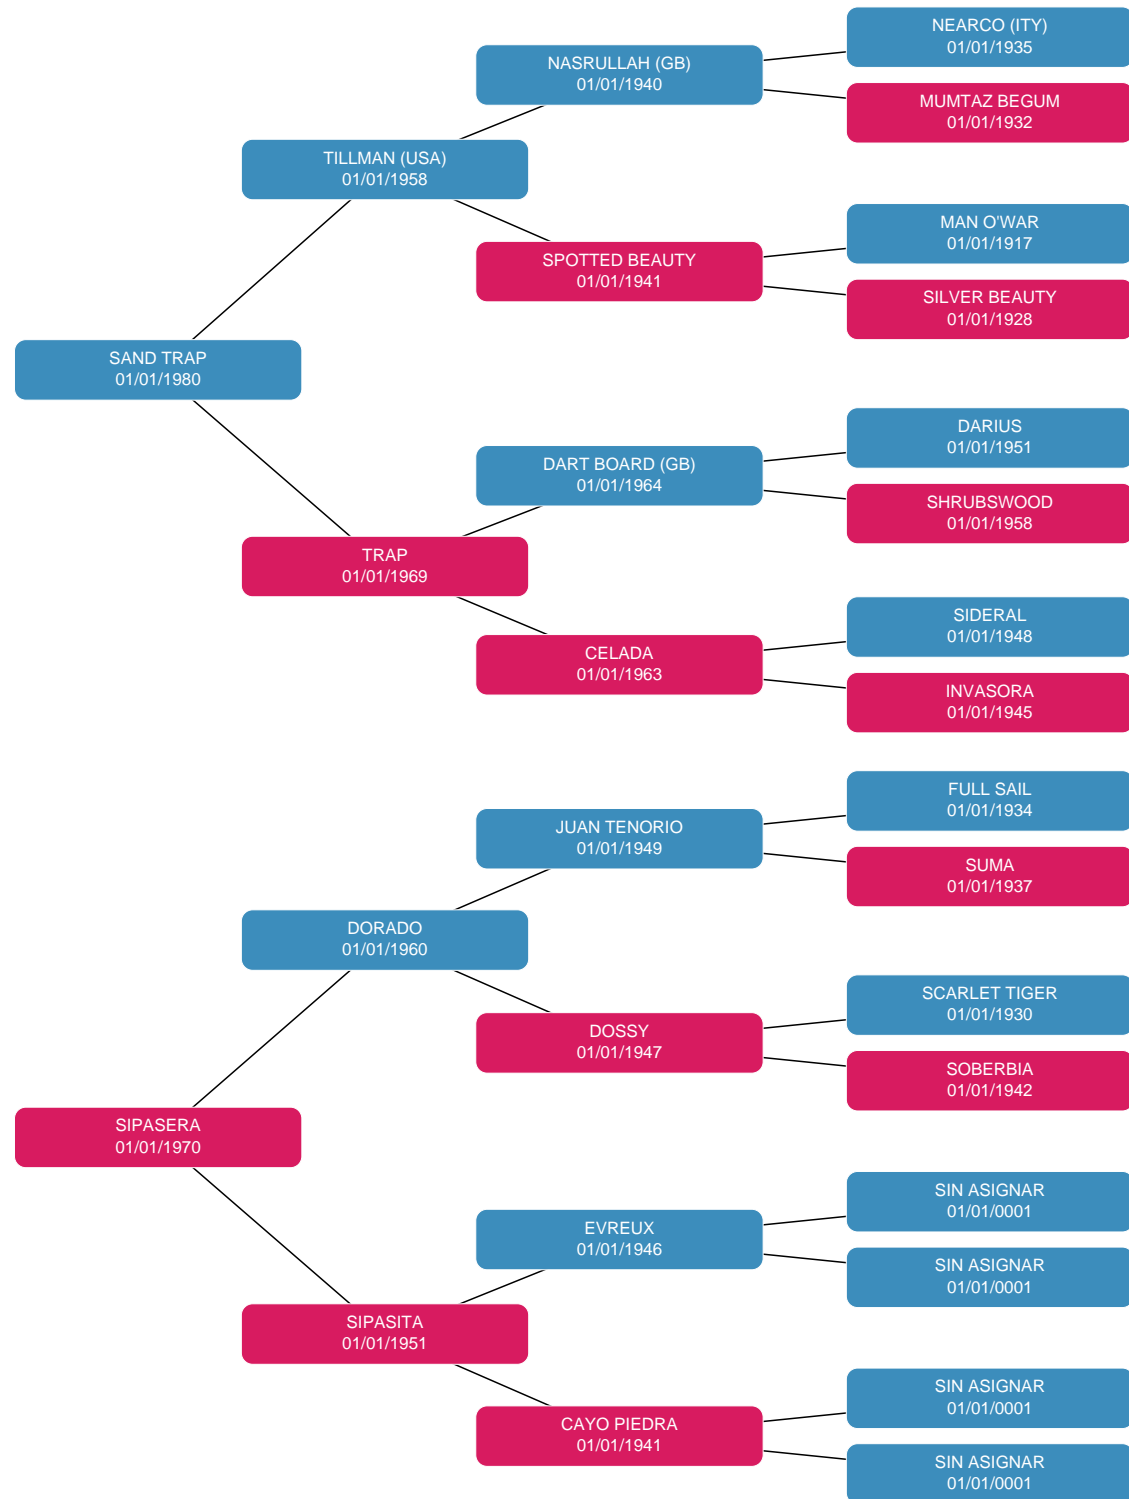 NEARCO (ITY)
01/01/1935
NASRULLAH (GB)
01/01/1940
MUMTAZ BEGUM
01/01/1932
TILLMAN (USA)
01/01/1958
MAN O'WAR
01/01/1917
SPOTTED BEAUTY
01/01/1941
SILVER BEAUTY
01/01/1928
SAND TRAP
01/01/1980
DARIUS
01/01/1951
DART BOARD (GB)
01/01/1964
SHRUBSWOOD
01/01/1958
TRAP
01/01/1969
SIDERAL
01/01/1948
CELADA
01/01/1963
INVASORA
01/01/1945
FULL SAIL
01/01/1934
JUAN TENORIO
01/01/1949
SUMA
01/01/1937
DORADO
01/01/1960
SCARLET TIGER
01/01/1930
DOSSY
01/01/1947
SOBERBIA
01/01/1942
SIPASERA
01/01/1970
SIN ASIGNAR
01/01/0001
EVREUX
01/01/1946
SIN ASIGNAR
01/01/0001
SIPASITA
01/01/1951
SIN ASIGNAR
01/01/0001
CAYO PIEDRA
01/01/1941
SIN ASIGNAR
01/01/0001